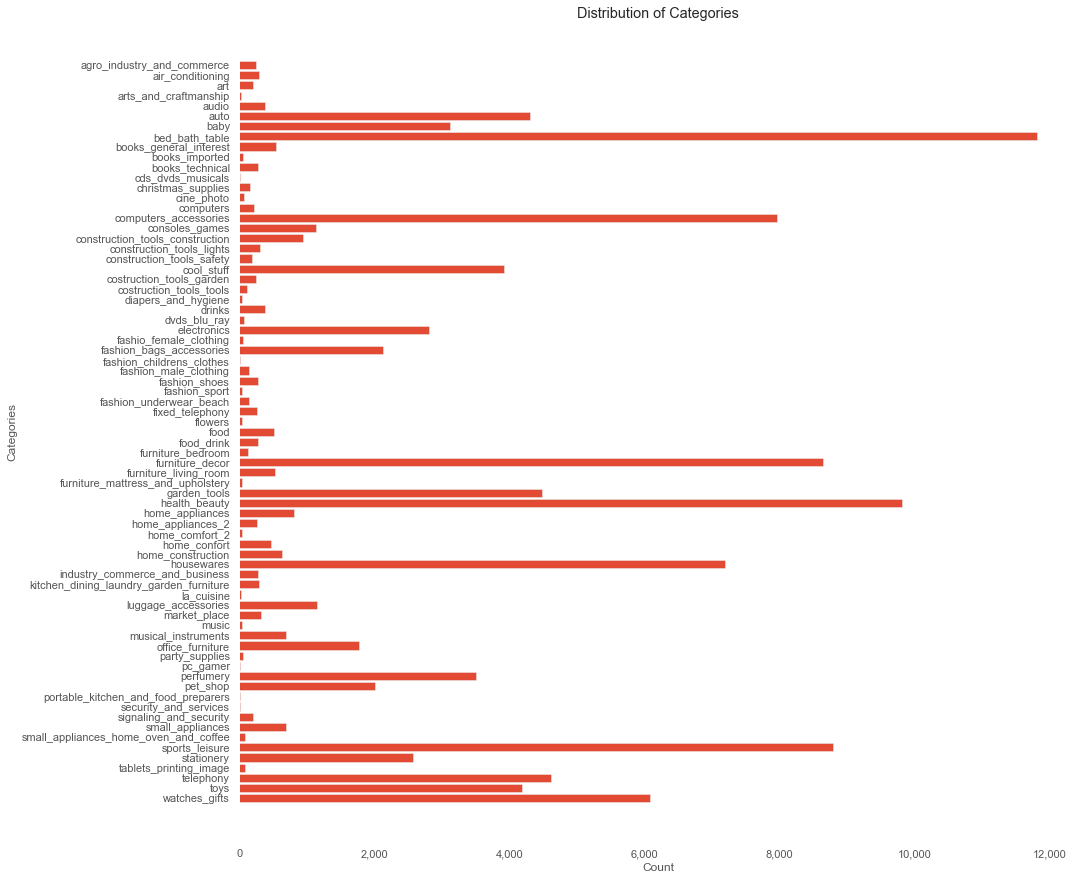 Distribution of Categories
Categories
agro_industry_and_commerce
air_conditioning
art
arts_and_craftmanship
audio
auto
baby
bed_bath_table
books_general_interest
books_imported
books_technical
cds_dvds_musicals
christmas_supplies
cine_photo
computers
computers_accessories
consoles_games
construction_tools_construction
construction_tools_lights
construction_tools_safety
cool_stuff
costruction_tools_garden
costruction_tools_tools
diapers_and_hygiene
drinks
dvds_blu_ray
electronics
fashio_female_clothing
fashion_bags_accessories
fashion_childrens_clothes
fashion_male_clothing
fashion_shoes
fashion_sport
fashion_underwear_beach
fixed_telephony
flowers
food
food_drink
furniture_bedroom
furniture_decor
furniture_living_room
furniture_mattress_and_upholstery
garden_tools
health_beauty
home_appliances
home_appliances_2
home_comfort_2
home_confort
home_construction
housewares
industry_commerce_and_business
kitchen_dining_laundry_garden_furniture
la_cuisine
luggage_accessories
market_place
music
musical_instruments
office_furniture
party_supplies
pc_gamer
perfumery
pet_shop
portable_kitchen_and_food_preparers
security_and_services
signaling_and_security
small_appliances
small_appliances_home_oven_and_coffee
sports_leisure
stationery
tablets_printing_image
telephony
toys
watches_gifts
0 2,000 4,000 6,000 8,000 10,000 12,000
Count